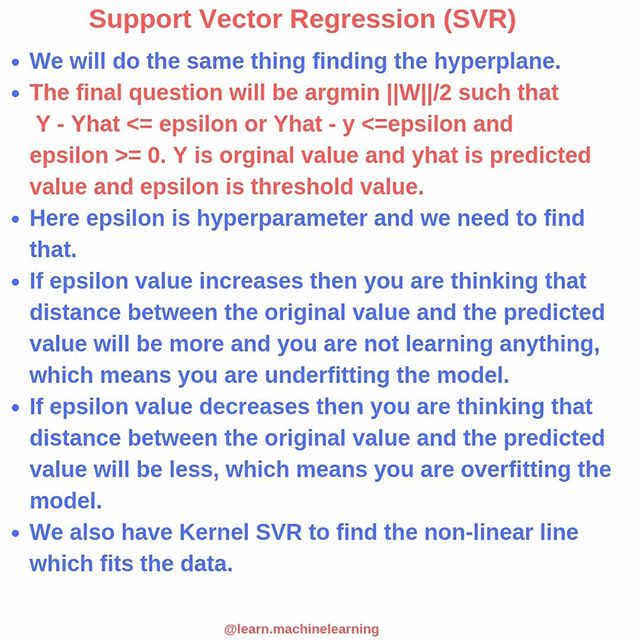 Support Vector Regression (SVR)
• We will do the same thing finding the hyperplane.
• The final question will be argmin ||W||/2 such that
Y - Yhat <= epsilon or Yhat - y <=epsilon and
epsilon >= 0. Y is orginal value and yhat is predicted
value and epsilon is threshold value.
• Here epsilon is hyperparameter and we need to find
that.
• If epsilon value increases then you are thinking that
distance between the original value and the predicted
value will be more and you are not learning anything,
which means you are underfitting the model.
• If epsilon value decreases then you are thinking that
distance between the original value and the predicted
value will be less, which means you are overfitting the
model.
• We also have Kernel SVR to find the non-linear line
which fits the data.
@learn.machinelearning